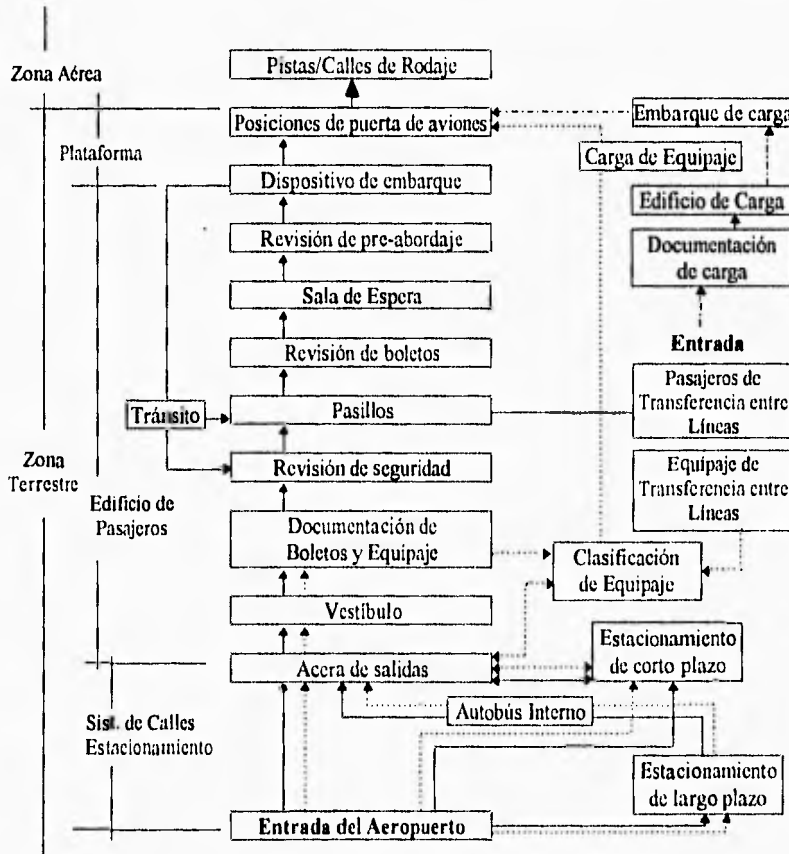 Zona Aérea
Pistas/Calles de Rodaje
Posiciones de puerta de aviones
Embarque de carga
Plataforma
Carga de Equipaje
Dispositivo de embarque
Edificio de Carga
Revisión de pre-abordaje
Documentación
de carga
Sala de Espera
Entrada
Revisión de boletos
Pasajeros de
Transferencia entre
Líneas
Tránsito
Pasillos
Zona
Terrestre
Revisión de seguridad
Equipaje de
Transferencia entre
Líneas
Edificio de
Pasajeros
Documentación de
Boletos y Equipaje
Clasificación
de Equipaje
Vestíbulo
Estacionamiento
de corto plazo
Acera de salidas
Sist. de Calles
Estacionamiento
Autobús Interno
Estacionamiento
de largo plazo
Entrada del Aeropuerto